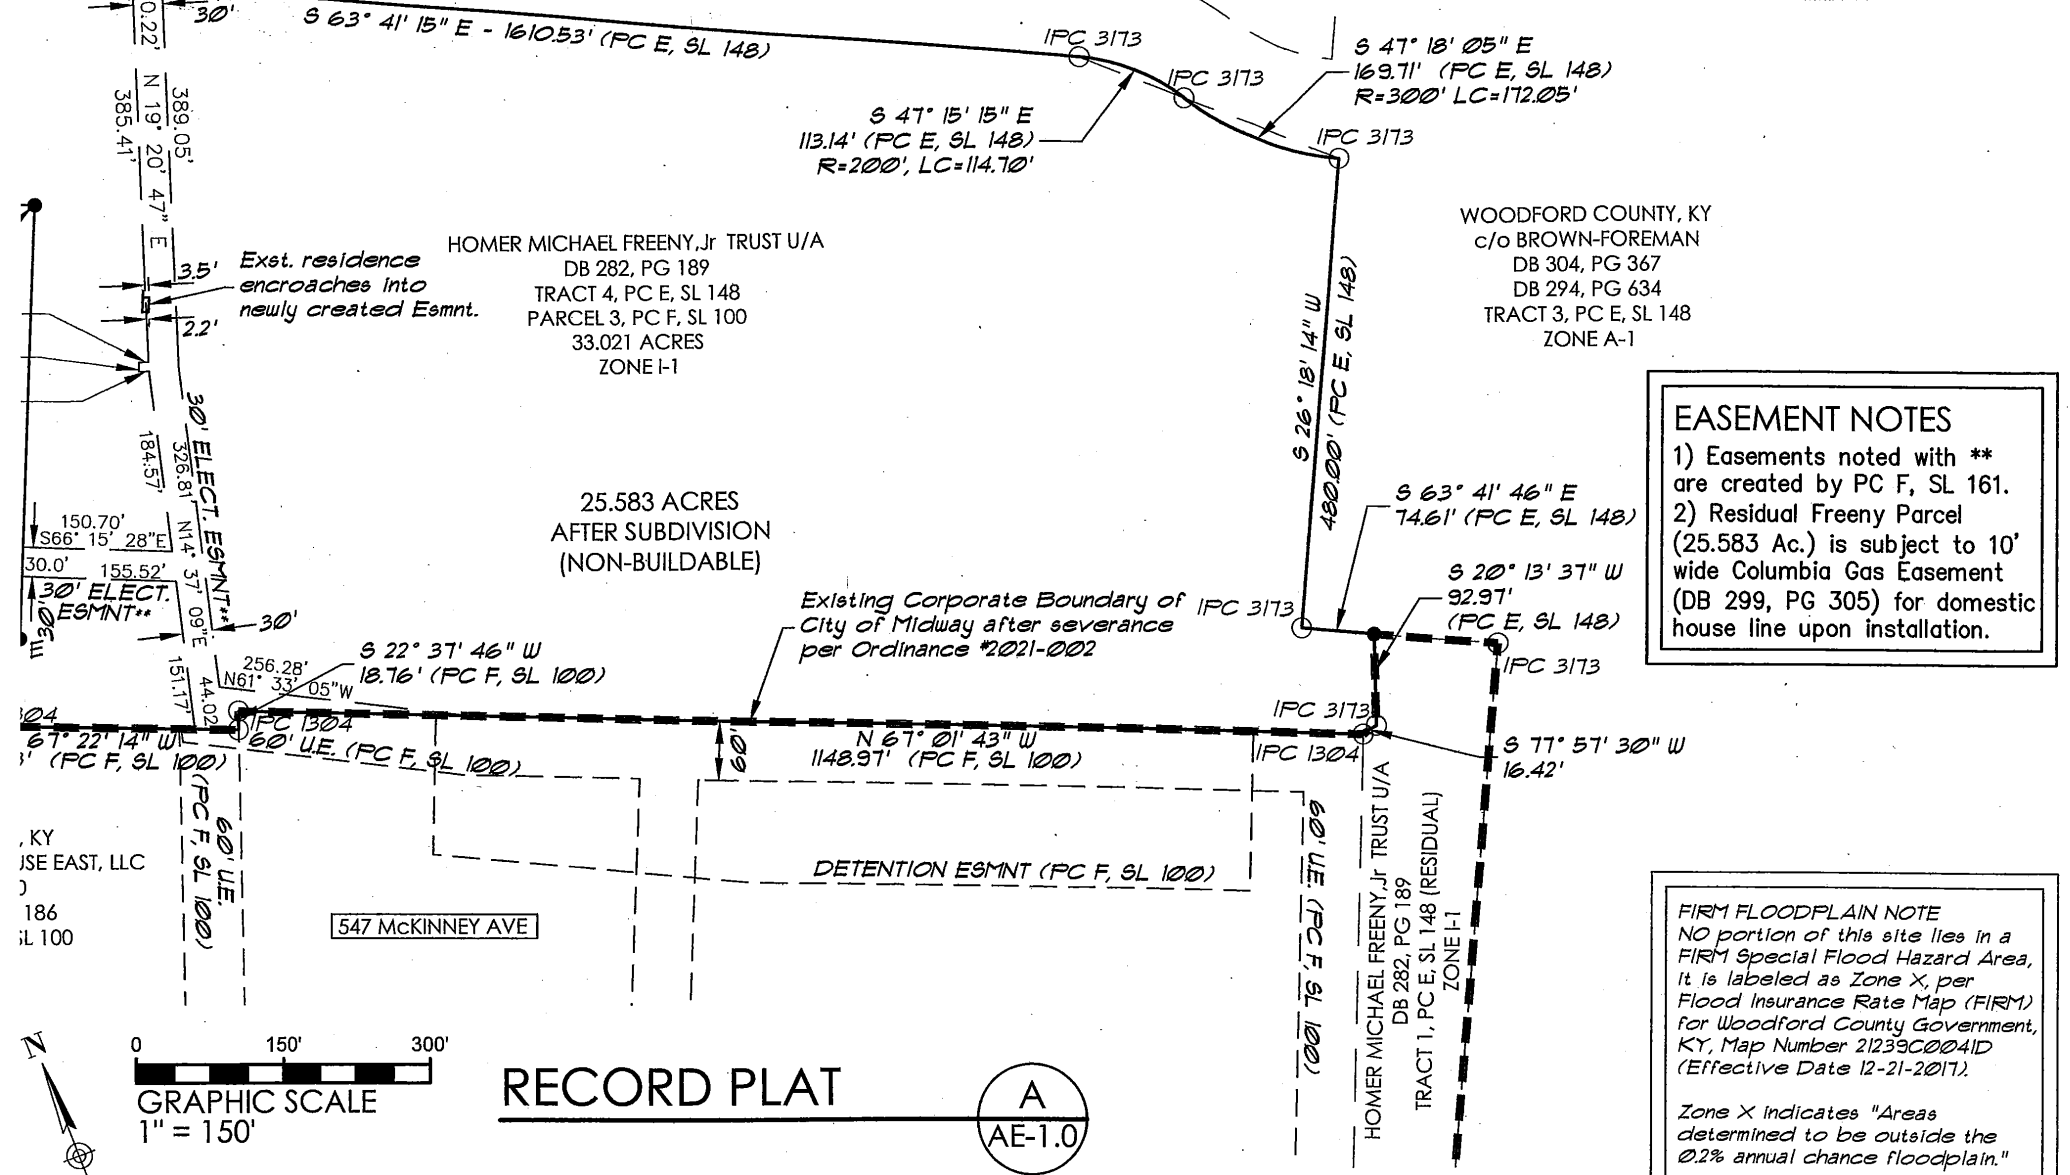 30'
S 63° 41' 15" E - 1610.53' (PC E, SL 148)
IPC 3173
IPC 3173
S 47° 18' 05" E
169.71' (PC E, SL 148)
R=300' LC=172.05'
S 47° 15' 15" E
113.14' (PC E, SL 148)
R=200', LC=114.70'
IPC 3173
0.22'
N 19° 20' 47" E
385.41'
389.05'
3.5'
2.2'
Exst. residence
encroaches into
newly created Esmnt.
HOMER MICHAEL FREENY,Jr TRUST U/A
DB 282, PG 189
TRACT 4, PC E, SL 148
PARCEL 3, PC F, SL 100
33.021 ACRES
ZONE I-1
WOODFORD COUNTY, KY
c/o BROWN-FOREMAN
DB 304, PG 367
DB 294, PG 634
TRACT 3, PC E, SL 148
ZONE A-1
S 26° 18' 14" W
480.00' (PC E, SL 148)
EASEMENT NOTES
1) Easements noted with **
are created by PC F, SL 161.
2) Residual Freeny Parcel
(25.583 Ac.) is subject to 10'
wide Columbia Gas Easement
(DB 299, PG 305) for domestic
house line upon installation.
30' ELECT. ESMNT**
184.57'
326.81'
N14° 37' 09"E
150.70'
S66° 15' 28"E
30.0'
155.52'
30' ELECT.
ESMNT**
30'
30'
151.17'
44.02'
25.583 ACRES
AFTER SUBDIVISION
(NON-BUILDABLE)
S 63° 41' 46" E
74.61' (PC E, SL 148)
S 20° 13' 37" W
92.97'
(PC E, SL 148)
Existing Corporate Boundary of
City of Midway after severance
per Ordinance #2021-002
IPC 3173
IPC 3173
S 22° 37' 46" W
18.76' (PC F, SL 100)
256.28'
N61° 33' 05"W
304
IPC 1304
67° 22' 14" W
' (PC F, SL 100)
60' U.E. (PC F, SL 100)
60.0'
N 67° 01' 43" W
1148.97' (PC F, SL 100)
IPC 3173
IPC 1304
S 77° 57' 30" W
16.42'
, KY
USE EAST, LLC
186
SL 100
60' U.E.
(PC F, SL 100)
DETENTION ESMNT (PC F, SL 100)
547 McKINNEY AVE
60' U.E. (PC F, SL 100)
HOMER MICHAEL FREENY,Jr TRUST U/A
DB 282, PG 189
TRACT 1, PC E, SL 148 (RESIDUAL)
ZONE I-1
FIRM FLOODPLAIN NOTE
NO portion of this site lies in a
FIRM Special Flood Hazard Area,
it is labeled as Zone X, per
Flood Insurance Rate Map (FIRM)
for Woodford County Government,
KY, Map Number 21239C0041D
(Effective Date 12-21-2017).
Zone X indicates "Areas
determined to be outside the
0.2% annual chance floodplain."
N
0 150' 300'
GRAPHIC SCALE
1" = 150'
RECORD PLAT
A
AE-1.0